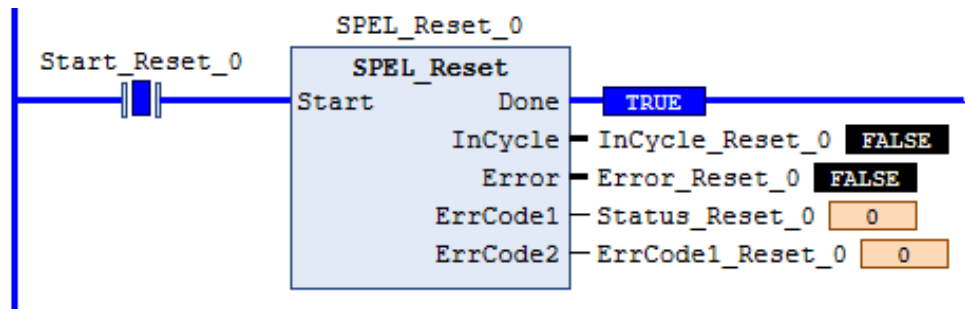 SPEL_Reset_0
Start_Reset_0
SPEL_Reset
Start Done TRUE
InCycle InCycle_Reset_0 FALSE
Error Error_Reset_0 FALSE
ErrCode1 Status_Reset_0 0
ErrCode2 ErrCode1_Reset_0 0